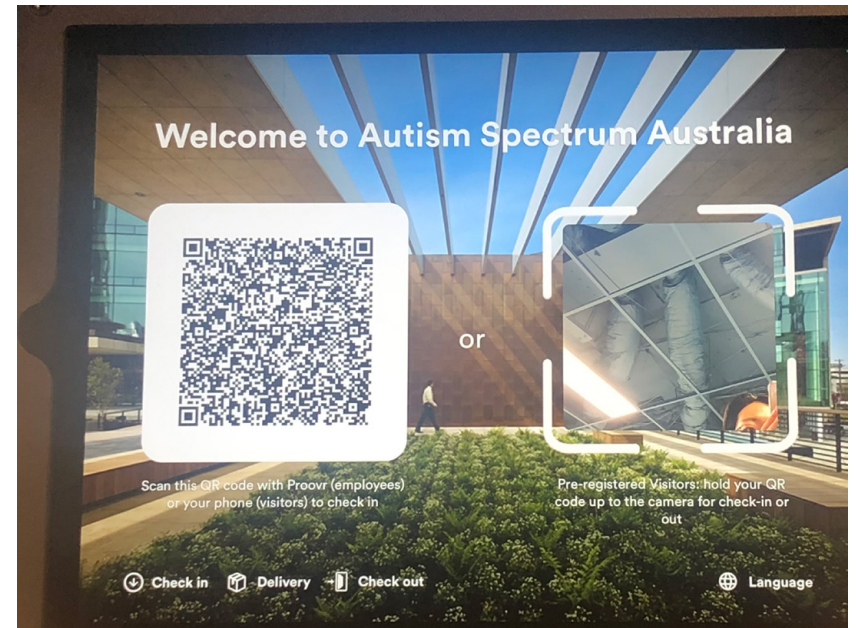 Welcome to Autism Spectrum Australia
or
Scan this QR code with Proovr (employees)
or your phone (visitors) to check in
Pre-registered Visitors: hold your QR
code up to the camera for check-in or
out
Check in
Delivery
Check out
Language